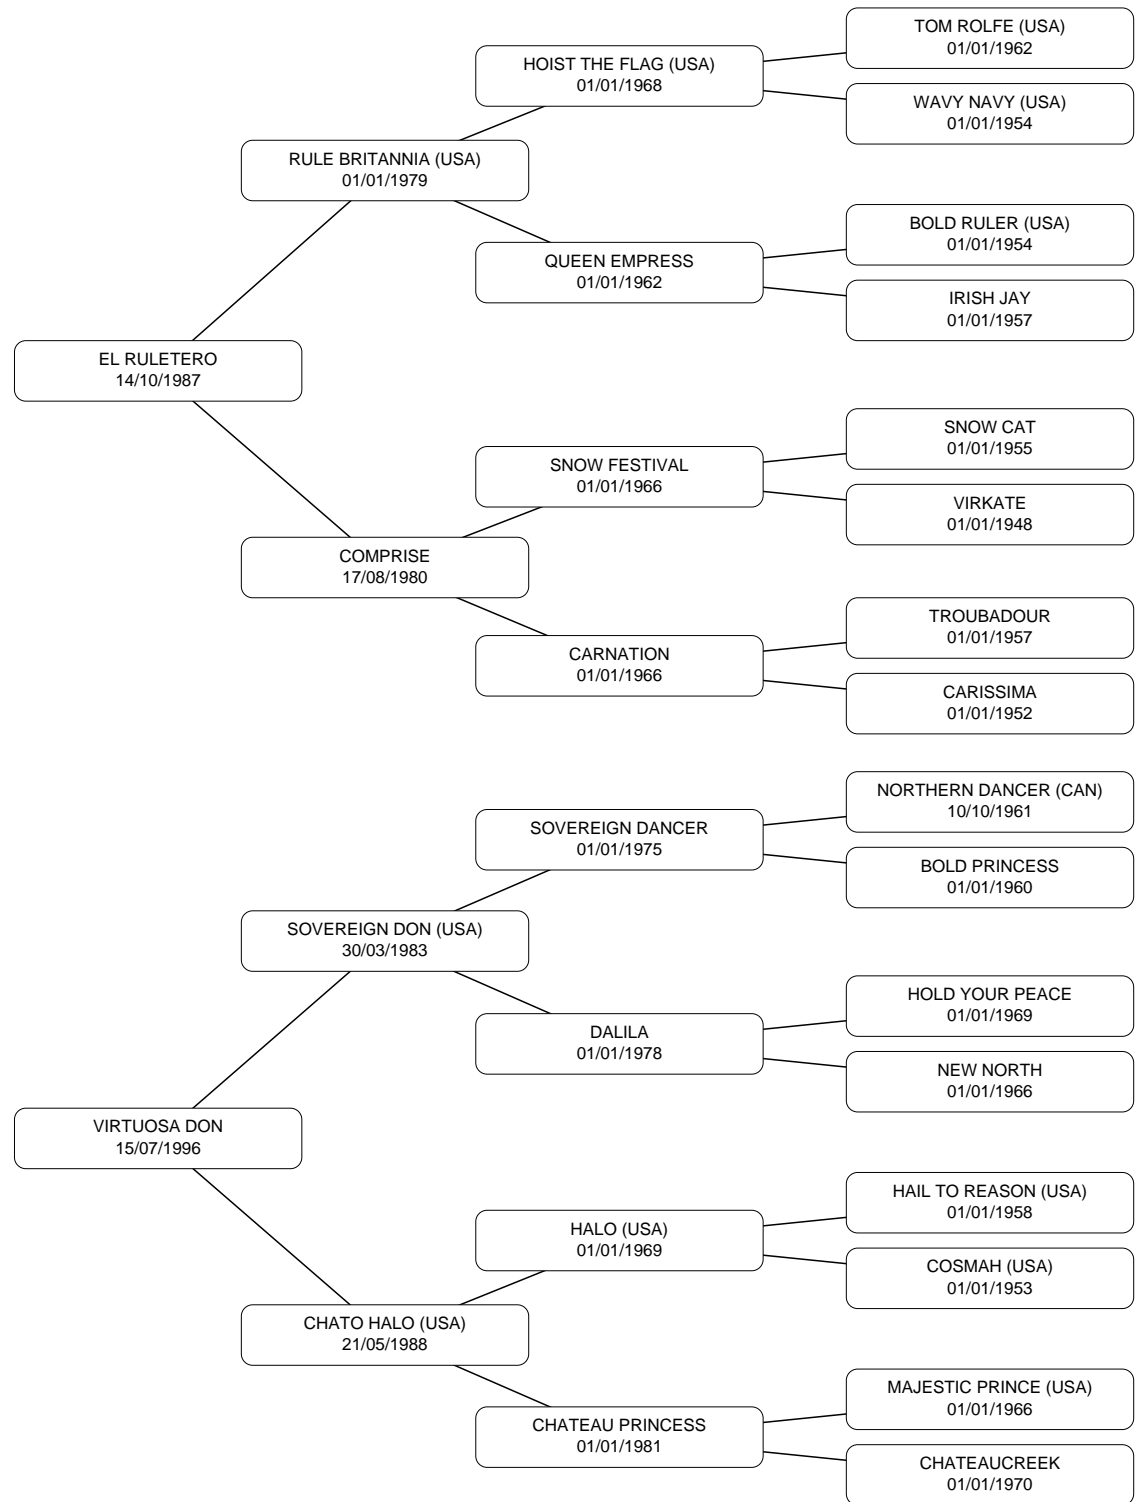 TOM ROLFE (USA)
01/01/1962
HOIST THE FLAG (USA)
01/01/1968
WAVY NAVY (USA)
01/01/1954
RULE BRITANNIA (USA)
01/01/1979
BOLD RULER (USA)
01/01/1954
QUEEN EMPRESS
01/01/1962
IRISH JAY
01/01/1957
EL RULETERO
14/10/1987
SNOW CAT
01/01/1955
SNOW FESTIVAL
01/01/1966
VIRKATE
01/01/1948
COMPRISE
17/08/1980
TROUBADOUR
01/01/1957
CARNATION
01/01/1966
CARISSIMA
01/01/1952
NORTHERN DANCER (CAN)
10/10/1961
SOVEREIGN DANCER
01/01/1975
BOLD PRINCESS
01/01/1960
SOVEREIGN DON (USA)
30/03/1983
HOLD YOUR PEACE
01/01/1969
DALILA
01/01/1978
NEW NORTH
01/01/1966
VIRTUOSA DON
15/07/1996
HAIL TO REASON (USA)
01/01/1958
HALO (USA)
01/01/1969
COSMAH (USA)
01/01/1953
CHATO HALO (USA)
21/05/1988
MAJESTIC PRINCE (USA)
01/01/1966
CHATEAU PRINCESS
01/01/1981
CHATEAUCREEK
01/01/1970